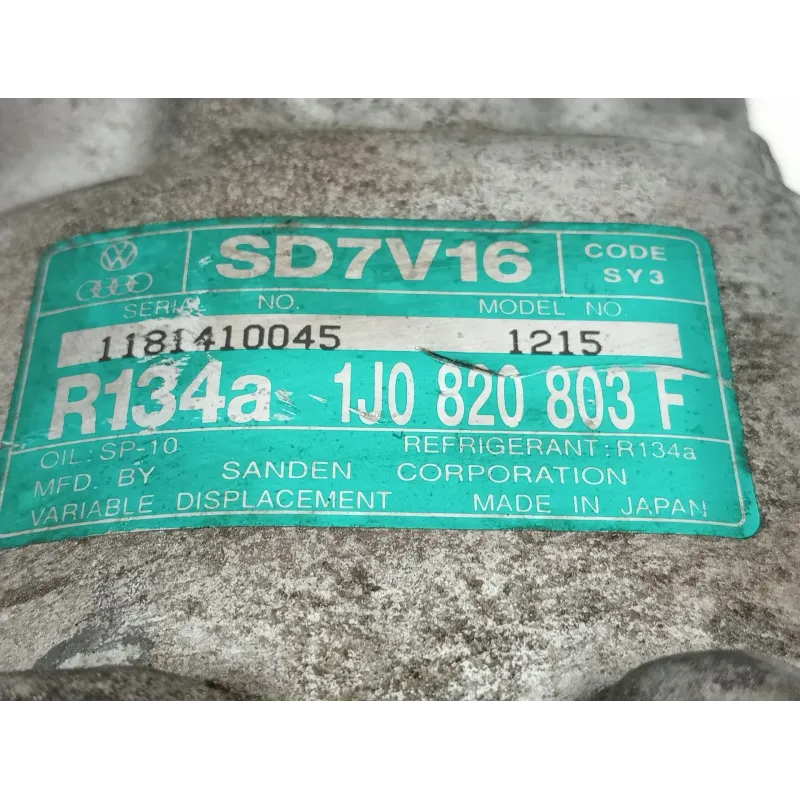 SD7V16 CODE
SY3
SERIAL NO. MODEL NO.
1181410045 1215
R134a 1J0 820 803 F
OIL: SP-10 REFRIGERANT: R134a
MFD. BY SANDEN CORPORATION
VARIABLE DISPLACEMENT MADE IN JAPAN